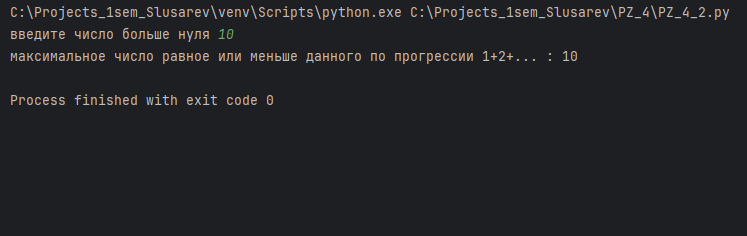 C:\Projects_1sem_Slusarev\venv\Scripts\python.exe C:\Projects_1sem_Slusarev\PZ_4\PZ_4_2.py
введите число больше нуля 10
максимальное число равное или меньше данного по прогрессии 1+2+... : 10
Process finished with exit code 0